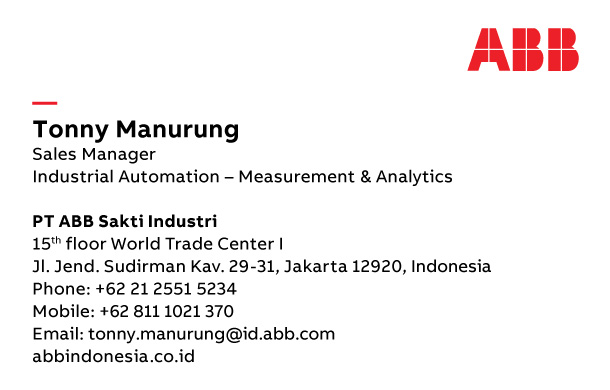 ABB
Tonny Manurung
Sales Manager
Industrial Automation – Measurement & Analytics
PT ABB Sakti Industri
15th floor World Trade Center I
Jl. Jend. Sudirman Kav. 29-31, Jakarta 12920, Indonesia
Phone: +62 21 2551 5234
Mobile: +62 811 1021 370
Email: tonny.manurung@id.abb.com
abbindonesia.co.id